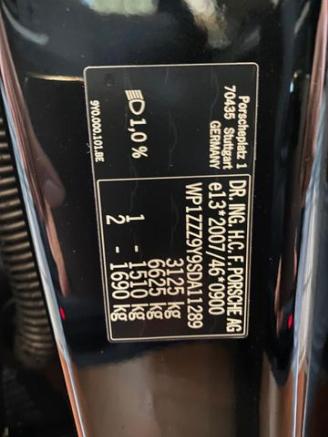 DR. ING. H.C. F. PORSCHE AG
e13*2007/46*0900
WP1ZZZ9Y9SDA11289
3125 kg
6625 kg
1 - 1510 kg
2 - 1690 kg
Porscheplatz 1
70435 Stuttgart
GERMANY
1,0 %
9Y0.000.101.BE